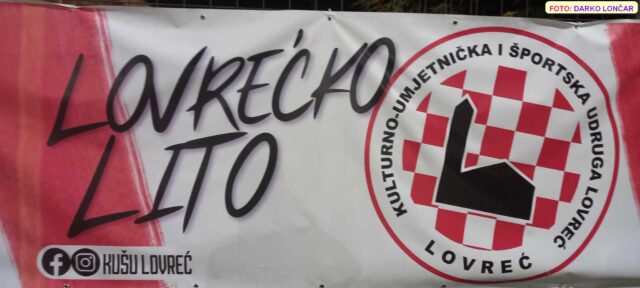 FOTO: DARKO LONČAR
LOVREĆKO
LITO
KUŠU LOVREĆ
KULTURNO-UMJETNIČKA I ŠPORTSKA UDRUGA LOVREĆ
LOVREĆ